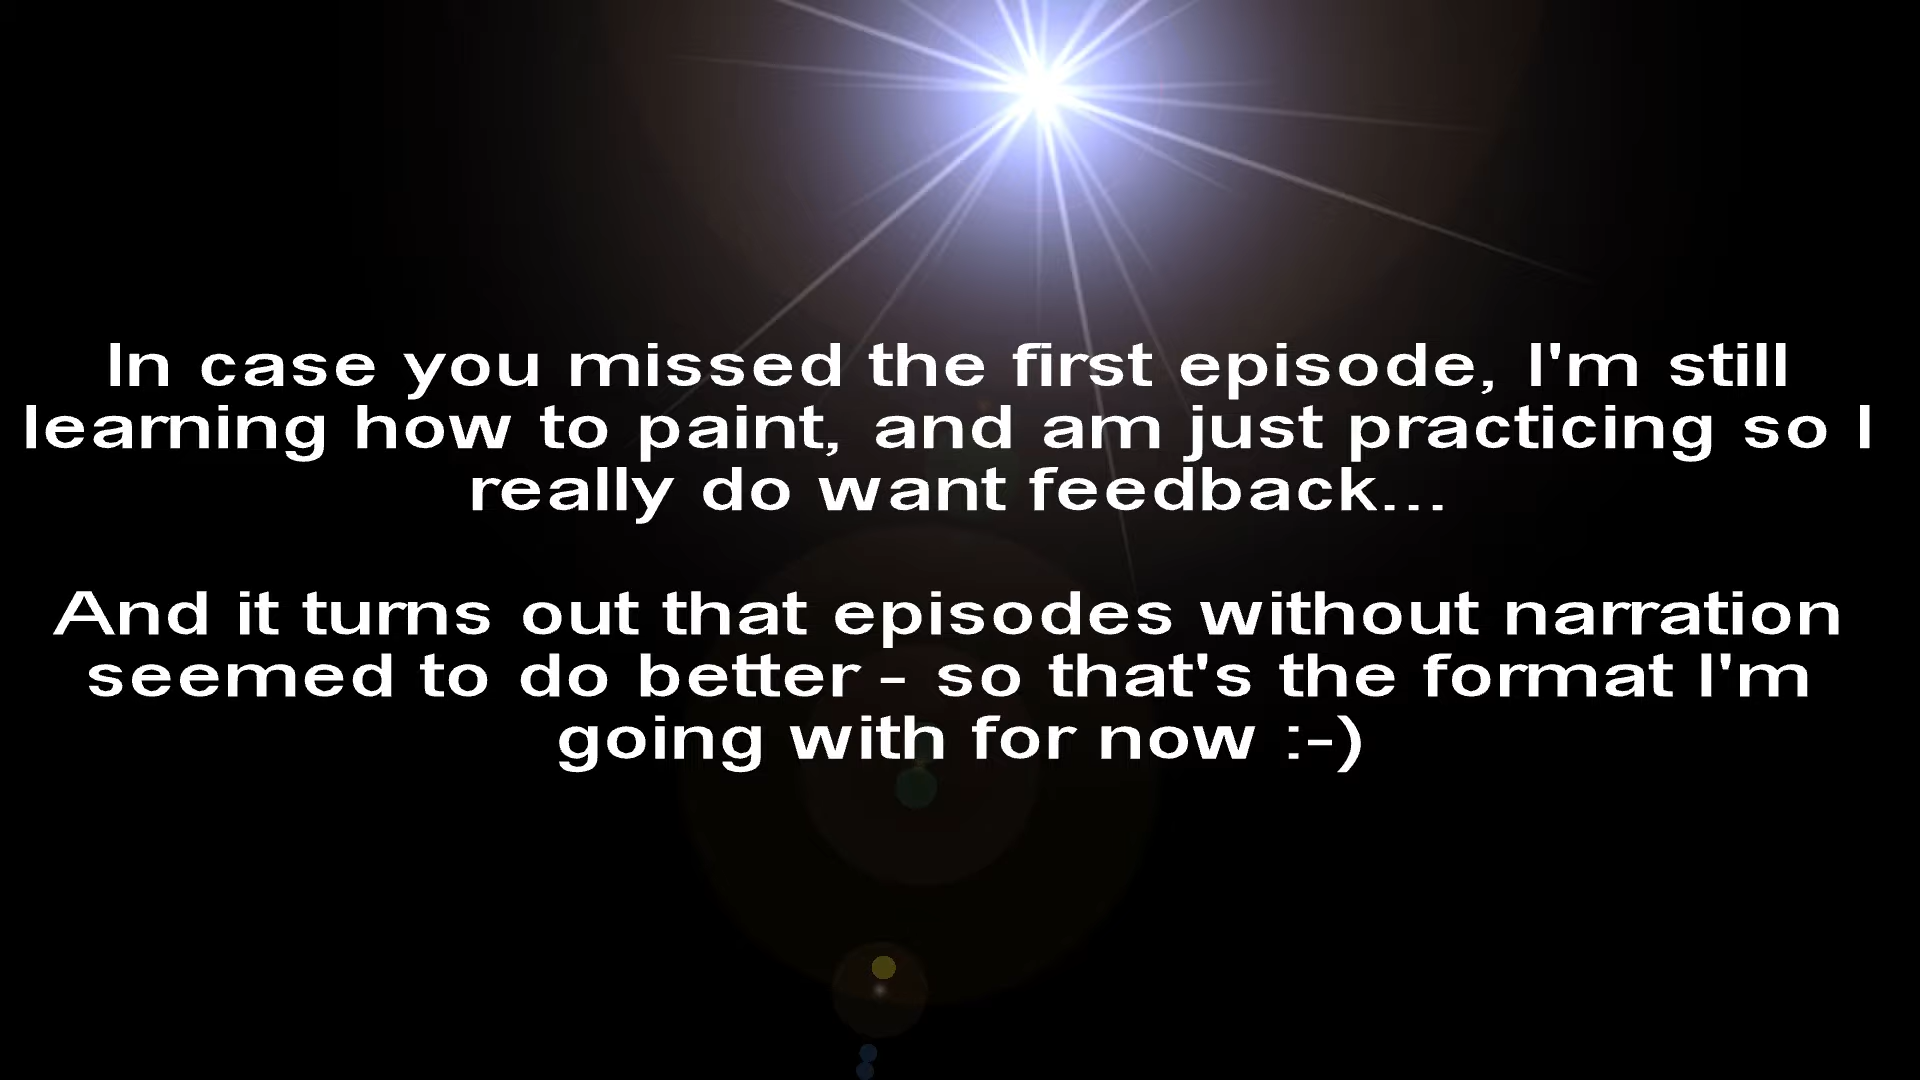 In case you missed the first episode, I'm still
learning how to paint, and am just practicing so I
really do want feedback...
And it turns out that episodes without narration
seemed to do better - so that's the format I'm
going with for now :-)